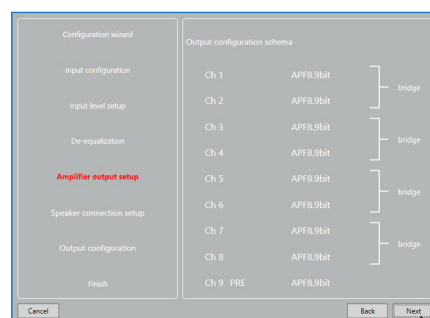 Configuration wizard
Input configuration
Input level setup
De-equalization
Amplifier output setup
Speaker connection setup
Output configuration
Finish
Output configuration schema
Ch 1 APF8.9bit
Ch 2 APF8.9bit
bridge
Ch 3 APF8.9bit
Ch 4 APF8.9bit
bridge
Ch 5 APF8.9bit
Ch 6 APF8.9bit
bridge
Ch 7 APF8.9bit
Ch 8 APF8.9bit
bridge
Ch 9 PRE APF8.9bit
Cancel Back Next